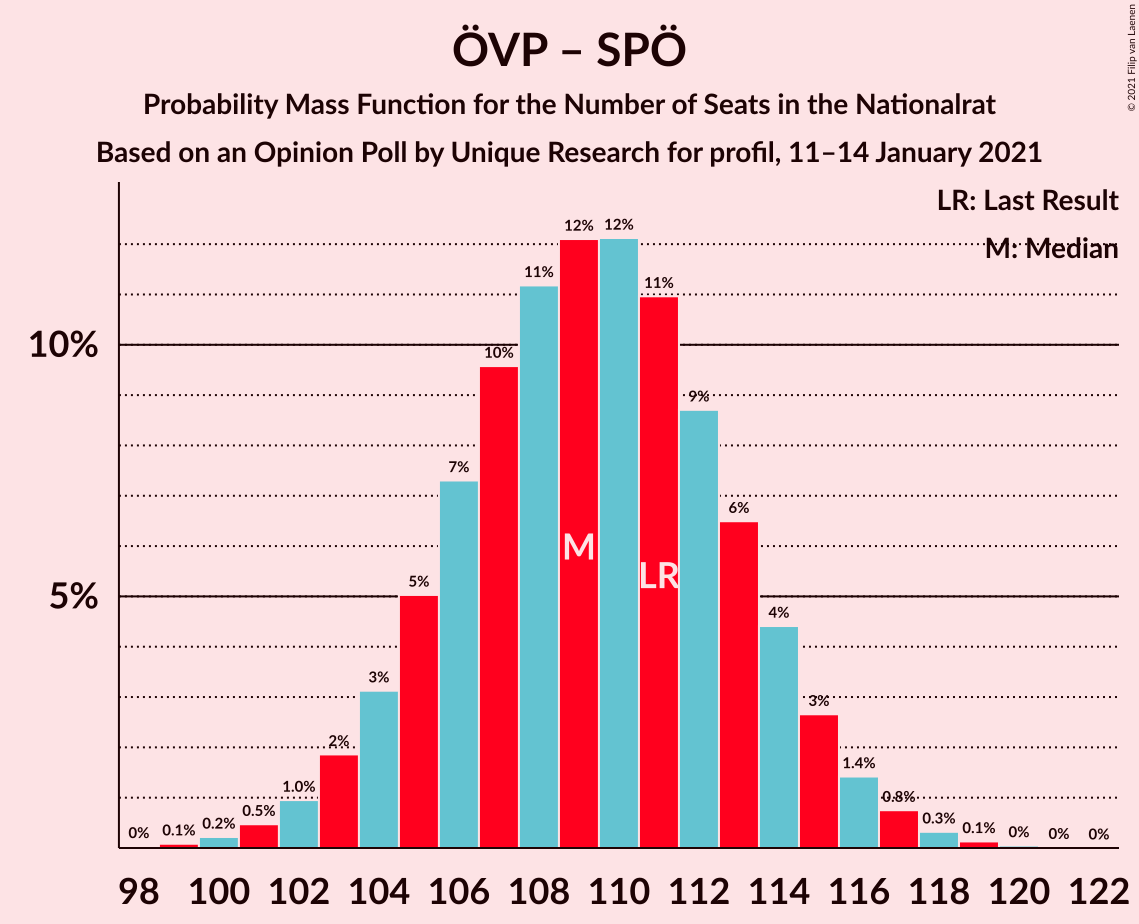 ÖVP – SPÖ
Probability Mass Function for the Number of Seats in the Nationalrat
Based on an Opinion Poll by Unique Research for profil, 11–14 January 2021
© 2021 Filip van Laenen
LR: Last Result
M: Median
10%
5%
0% 0.1% 0.2% 0.5% 1.0% 2% 3% 5% 7% 10% 11% 12% 12% 11% 9% 6% 4% 3% 1.4% 0.8% 0.3% 0.1% 0% 0% 0%
M
LR
98 100 102 104 106 108 110 112 114 116 118 120 122